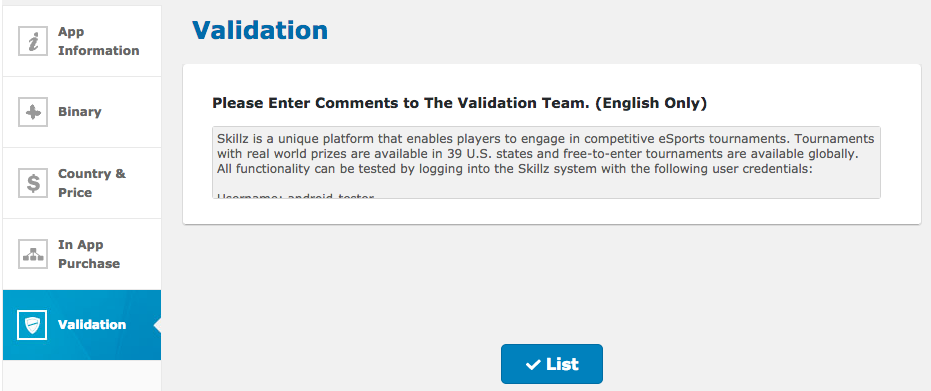 App
Information
Binary
Country &
Price
In App
Purchase
Validation
Validation
Please Enter Comments to The Validation Team. (English Only)
Skillz is a unique platform that enables players to engage in competitive eSports tournaments. Tournaments
with real world prizes are available in 39 U.S. states and free-to-enter tournaments are available globally.
All functionality can be tested by logging into the Skillz system with the following user credentials:
Username: android-tester
List